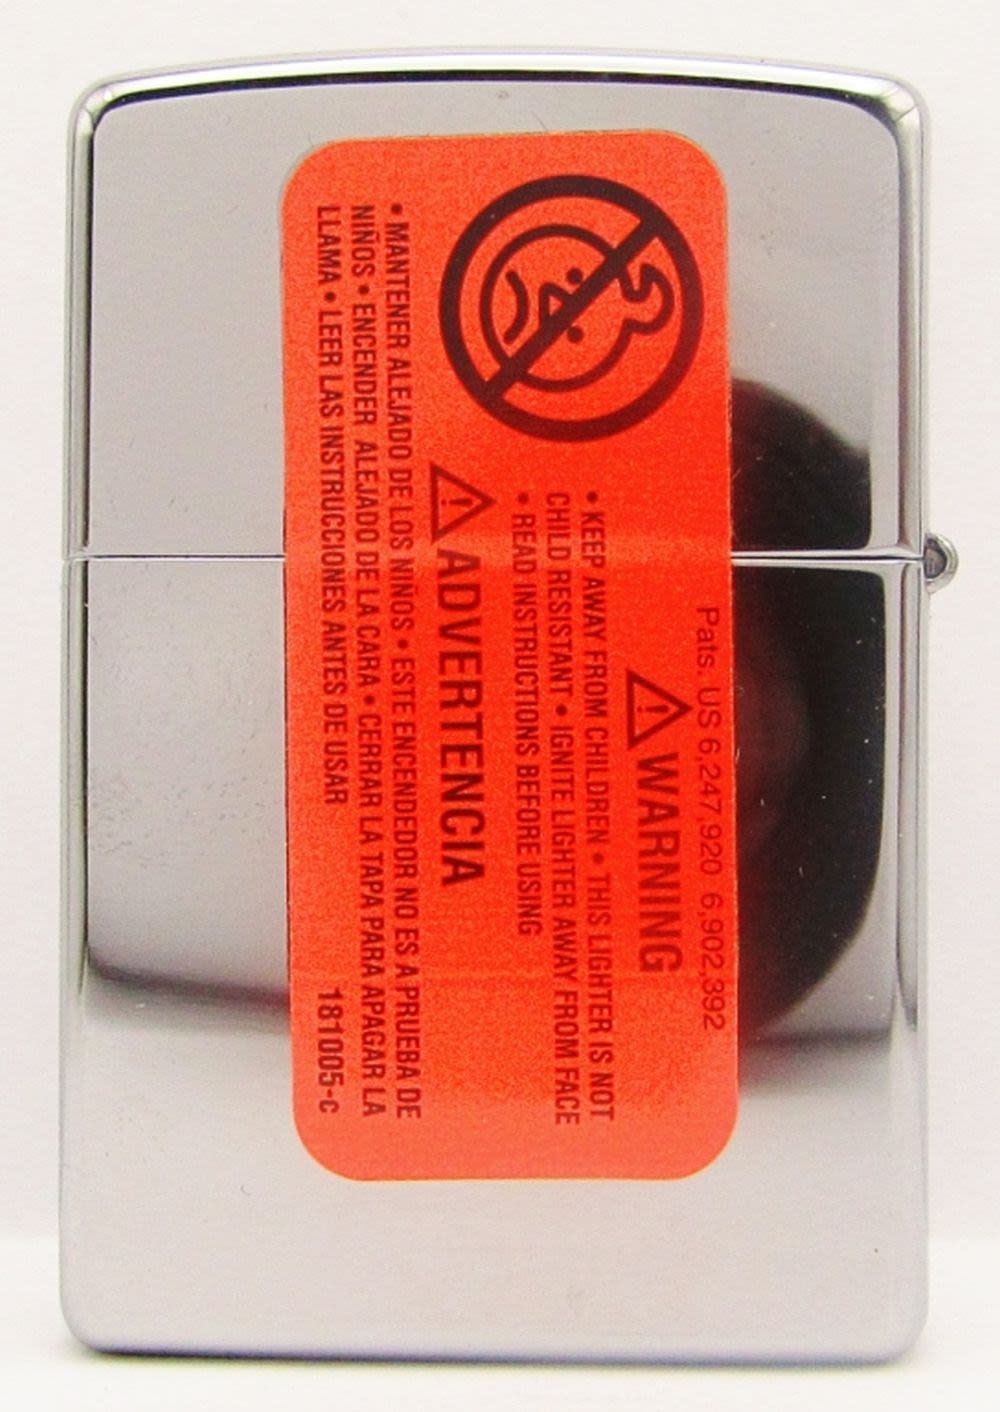 Pats. US 6,247,920 6,902,392
WARNING
• KEEP AWAY FROM CHILDREN • THIS LIGHTER IS NOT
CHILD RESISTANT • IGNITE LIGHTER AWAY FROM FACE
• READ INSTRUCTIONS BEFORE USING
ADVERTENCIA
• MANTENER ALEJADO DE LOS NIÑOS • ESTE ENCENDEDOR NO ES A PRUEBA DE
NIÑOS • ENCENDER ALEJADO DE LA CARA • CERRAR LA TAPA PARA APAGAR LA
LLAMA • LEER LAS INSTRUCCIONES ANTES DE USAR 181005-c